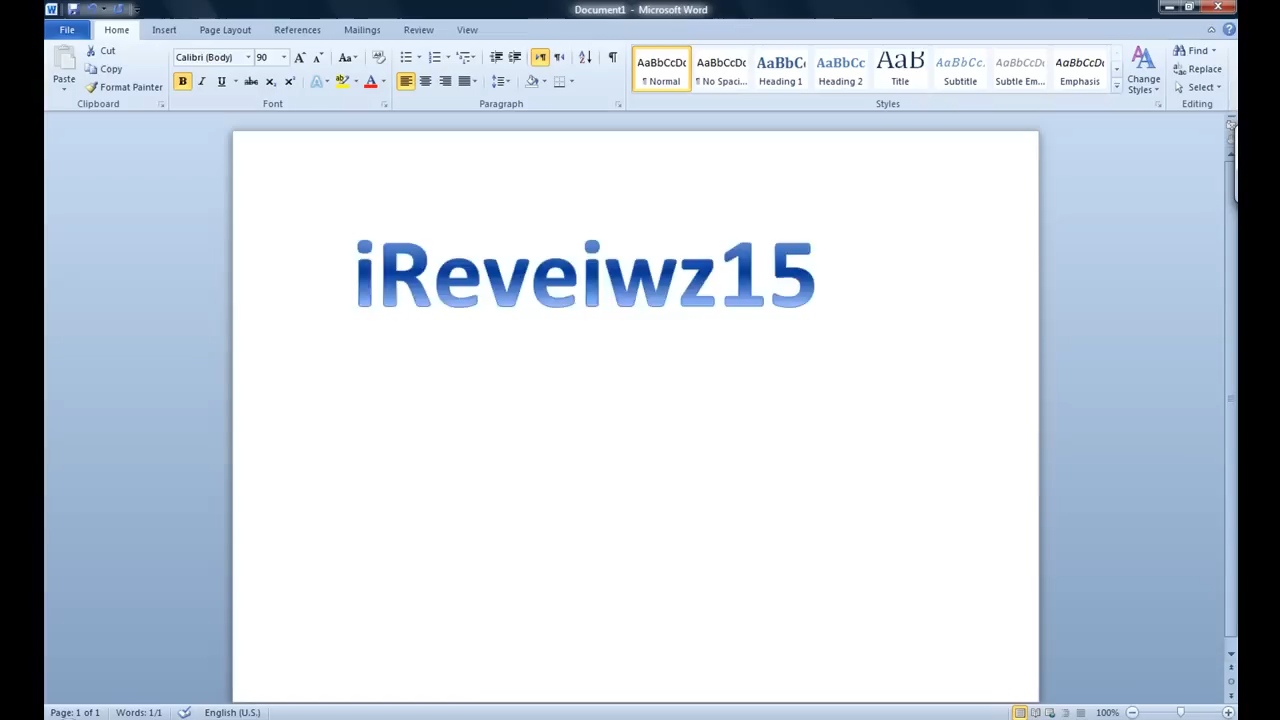 Document1 - Microsoft Word
File Home Insert Page Layout References Mailings Review View
Paste
Cut
Copy
Format Painter
Clipboard
Calibri (Body) 90
Font
Paragraph
AaBbCcDc AaBbCcDc AaBbC AaBbCc AaB AaBbCc. AaBbCcDc AaBbCcDc
¶ Normal ¶ No Spaci... Heading 1 Heading 2 Title Subtitle Subtle Em... Emphasis
Change Styles
Styles
Find
Replace
Select
Editing
iReveiwz15
Page: 1 of 1 Words: 1/1 English (U.S.) 100%